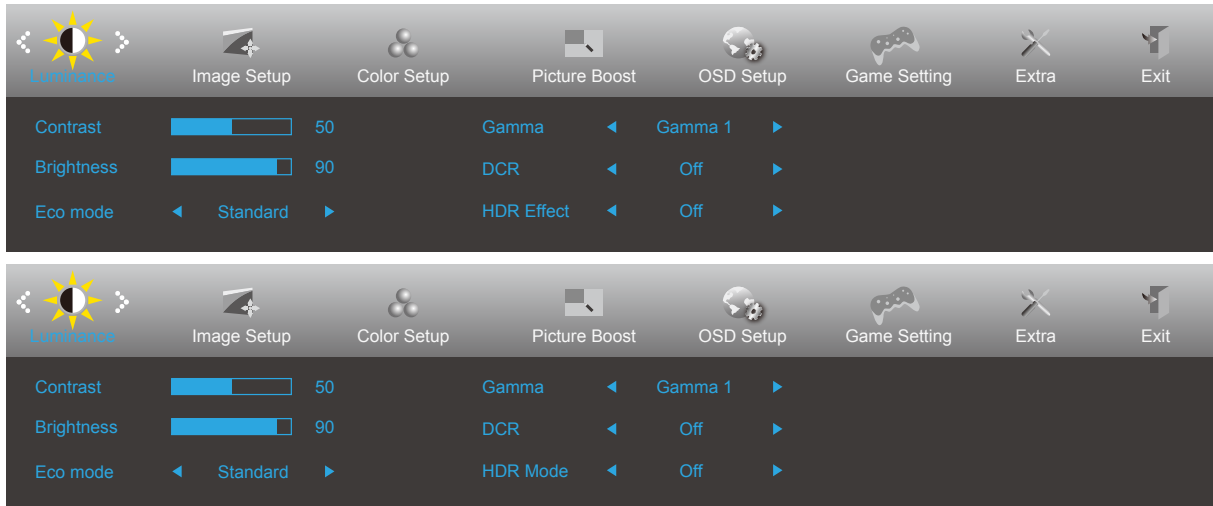 Luminance Image Setup Color Setup Picture Boost OSD Setup Game Setting Extra Exit
Contrast 50 Gamma Gamma 1
Brightness 90 DCR Off
Eco mode Standard HDR Effect Off
Luminance Image Setup Color Setup Picture Boost OSD Setup Game Setting Extra Exit
Contrast 50 Gamma Gamma 1
Brightness 90 DCR Off
Eco mode Standard HDR Mode Off